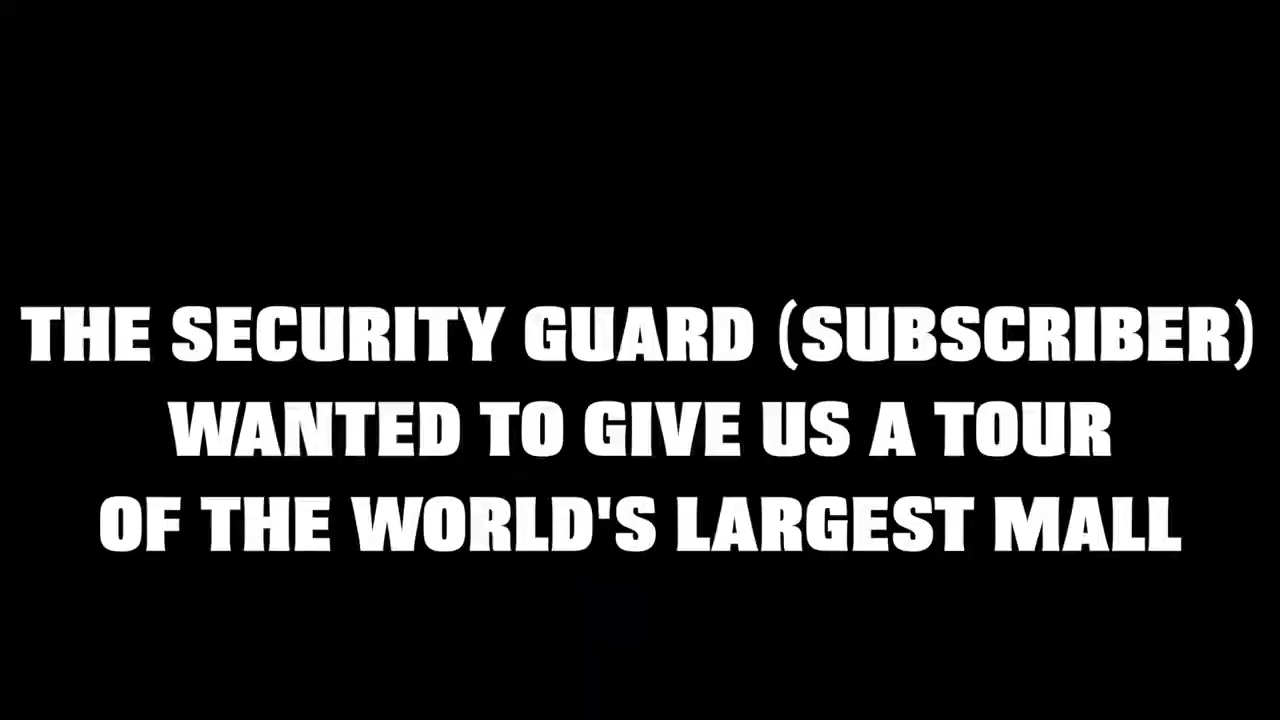 THE SECURITY GUARD (SUBSCRIBER)
WANTED TO GIVE US A TOUR
OF THE WORLD'S LARGEST MALL